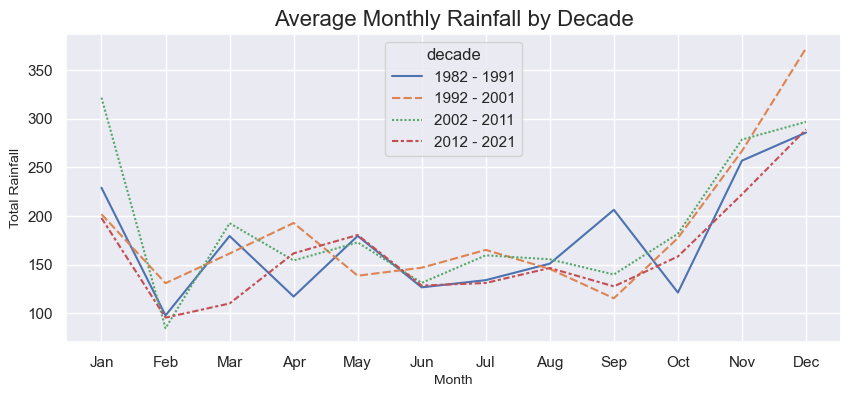 Average Monthly Rainfall by Decade
decade
1982 - 1991
1992 - 2001
2002 - 2011
2012 - 2021
Total Rainfall
350
300
250
200
150
100
Jan Feb Mar Apr May Jun Jul Aug Sep Oct Nov Dec
Month